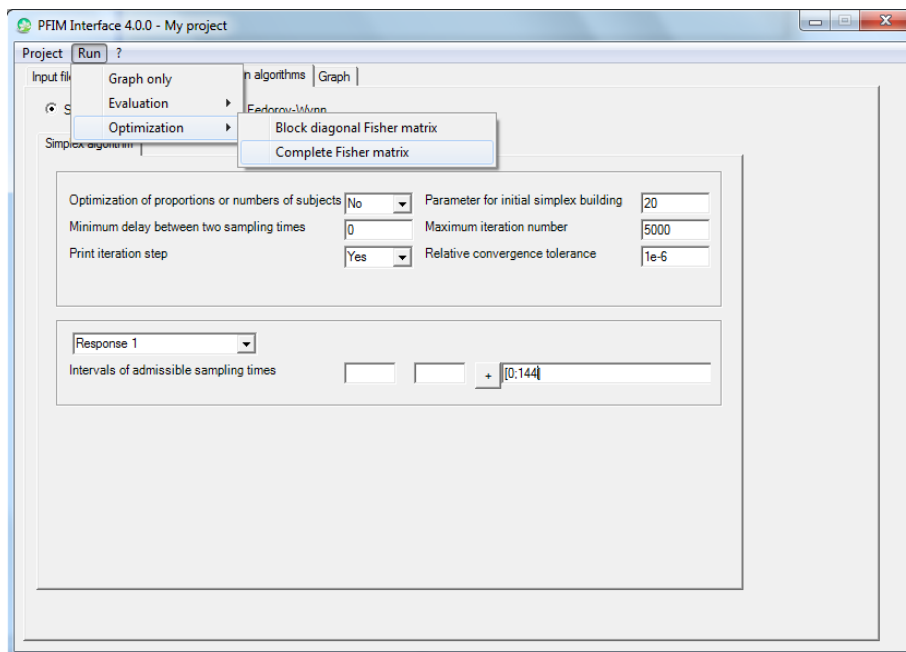 PFIM Interface 4.0.0 - My project
Project Run ?
Input fil n algorithms Graph
Graph only
S Fedorov-Wynn
Evaluation
Optimization
Block diagonal Fisher matrix
Simplex algorithm
Complete Fisher matrix
Optimization of proportions or numbers of subjects No Parameter for initial simplex building 20
Minimum delay between two sampling times 0 Maximum iteration number 5000
Print iteration step Yes Relative convergence tolerance 1e-6
Response 1
Intervals of admissible sampling times + [0;144]